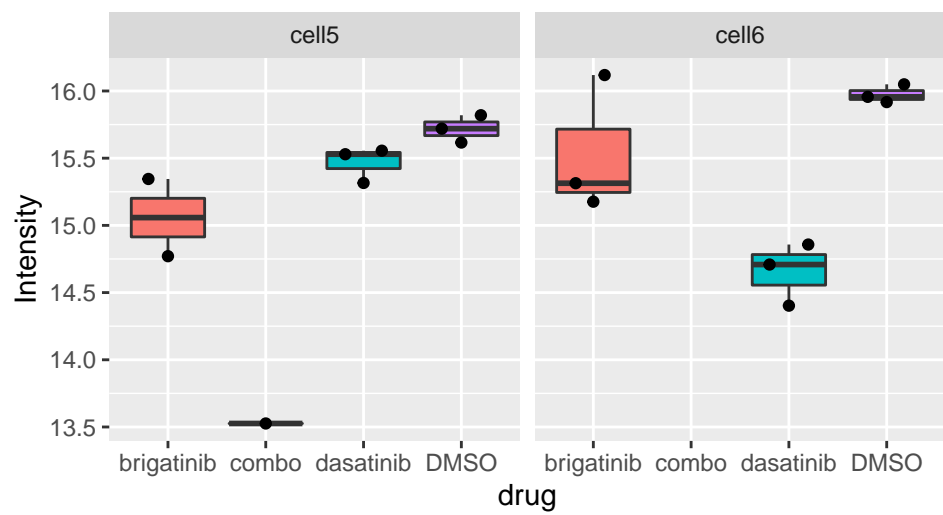 cell5 cell6
Intensity
16.0
15.5
15.0
14.5
14.0
13.5
brigatinib combo dasatinib DMSO brigatinib combo dasatinib DMSO
drug